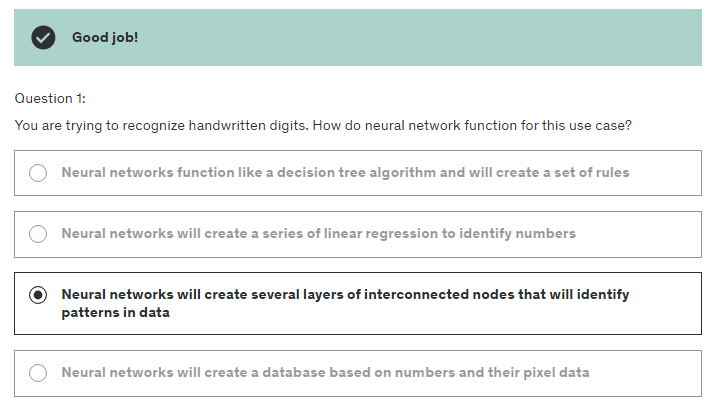 Good job!
Question 1:
You are trying to recognize handwritten digits. How do neural network function for this use case?
Neural networks function like a decision tree algorithm and will create a set of rules
Neural networks will create a series of linear regression to identify numbers
Neural networks will create several layers of interconnected nodes that will identify
patterns in data
Neural networks will create a database based on numbers and their pixel data